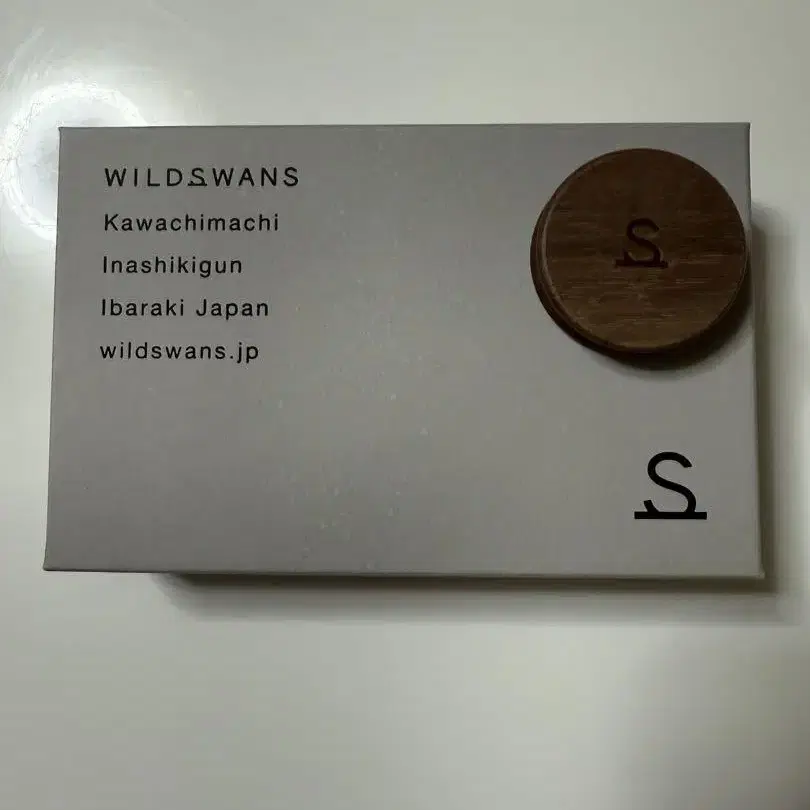 WILDSWANS
Kawachimachi
Inashikigun
Ibaraki Japan
wildswans.jp
S
S